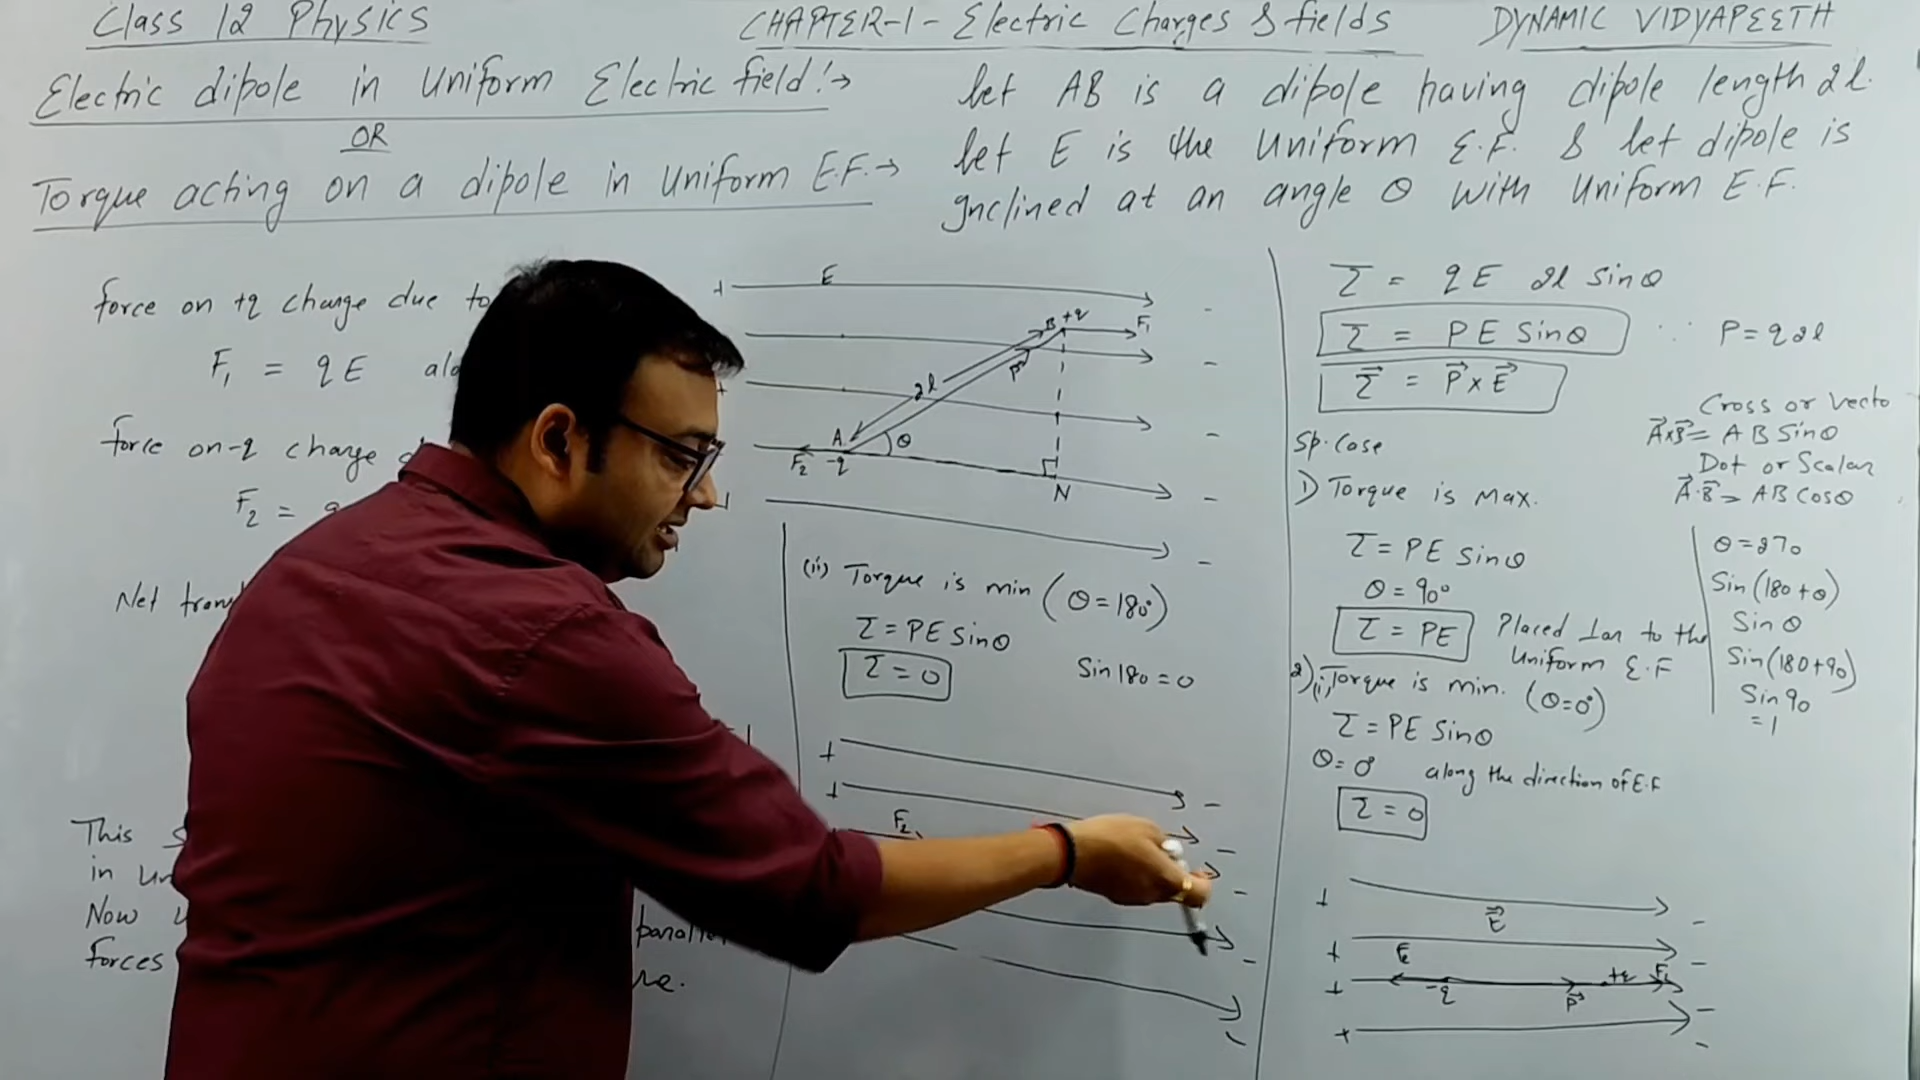 Class 12 Physics
CHAPTER-1 - Electric Charges & fields
DYNAMIC VIDYAPEETH
Electric dipole in Uniform Electric field:→
OR
Torque acting on a dipole in Uniform E.F.→
let AB is a dipole having dipole length 2l.
let E is the Uniform E.F. & let dipole is
Inclined at an angle θ with Uniform E.F.
force on +q charge due to
F₁ = qE
force on -q charge
F₂ =
Net
This
in
Now
forces
E
B +q
F₁
2l
P
A
θ
F₂
-q
N
(ii) Torque is min (θ=180°)
τ = PE Sinθ
τ = 0
Sin 180 = 0
F₂
τ = qE 2l Sinθ
τ = PE Sinθ
∵ P = q2l
τ⃗ = P⃗ × E⃗
Cross or Vecto
A⃗×B⃗ = AB Sinθ
Dot or Scalar
A⃗.B⃗ = AB Cosθ
Sp. Case
1) Torque is Max.
τ = PE Sinθ
θ = 90°
τ = PE
Placed ⊥ar to the
Uniform E.F
θ = 270
Sin(180+θ)
Sinθ
Sin(180+90)
Sin 90
= 1
2) (i) Torque is min. (θ=0°)
τ = PE Sinθ
θ = 0° along the direction of E.F
τ = 0
+ E⃗ -
+ F₂ -
+ -q P⃗ +q F₁
+ -